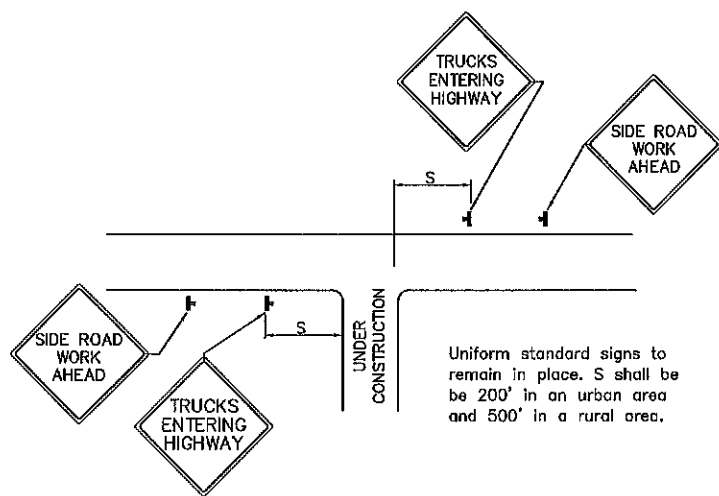 TRUCKS
ENTERING
HIGHWAY
SIDE ROAD
WORK
AHEAD
S
SIDE ROAD
WORK
AHEAD
S
TRUCKS
ENTERING
HIGHWAY
UNDER
CONSTRUCTION
Uniform standard signs to
remain in place. S shall be
be 200' in an urban area
and 500' in a rural area.